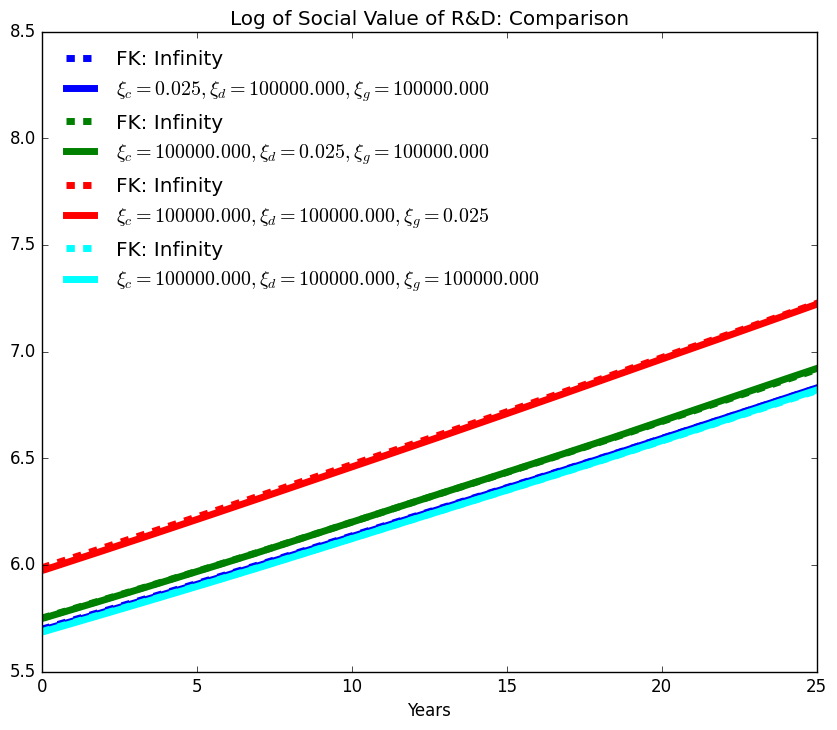 Log of Social Value of R&D: Comparison
8.5
FK: Infinity
ξc = 0.025, ξd = 100000.000, ξg = 100000.000
FK: Infinity
ξc = 100000.000, ξd = 0.025, ξg = 100000.000
FK: Infinity
ξc = 100000.000, ξd = 100000.000, ξg = 0.025
FK: Infinity
ξc = 100000.000, ξd = 100000.000, ξg = 100000.000
8.0
7.5
7.0
6.5
6.0
5.5
0 5 10 15 20 25
Years